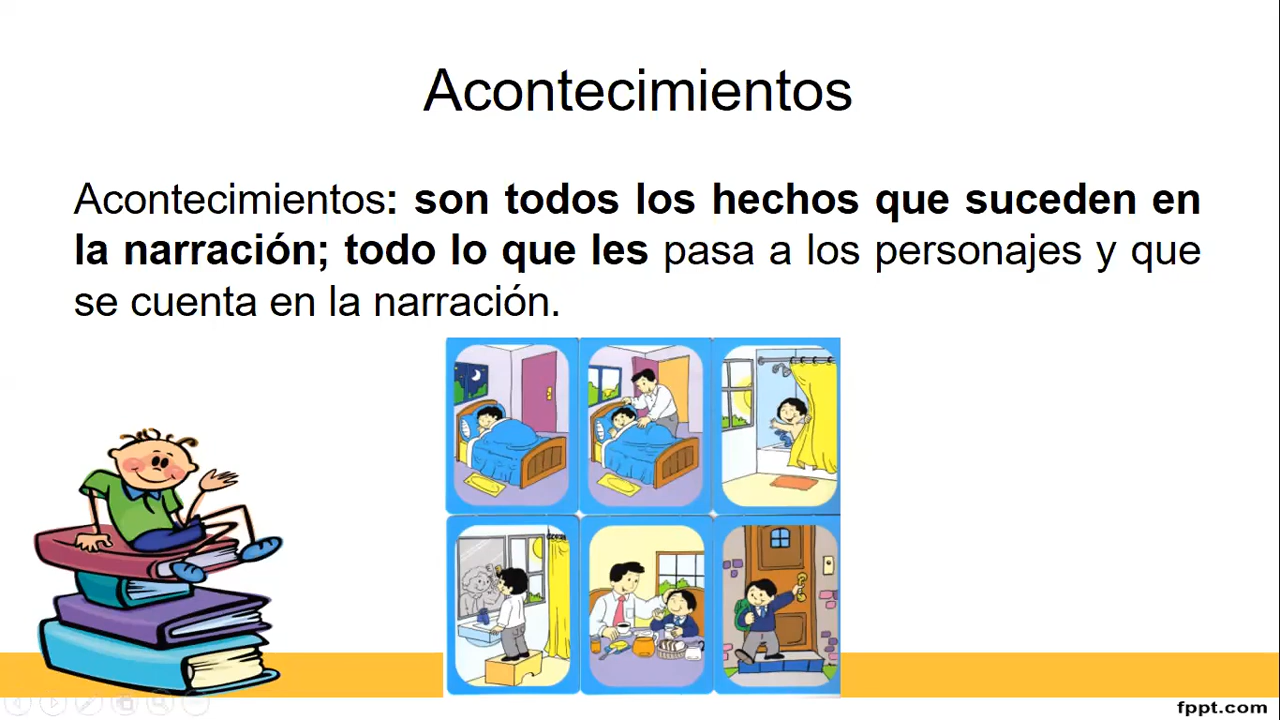 Acontecimientos
Acontecimientos: son todos los hechos que suceden en
la narración; todo lo que les pasa a los personajes y que
se cuenta en la narración.
fppt.com